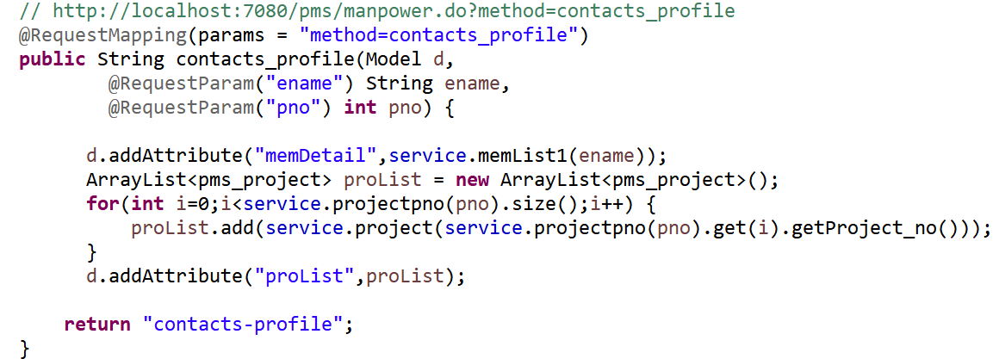 // http://localhost:7080/pms/manpower.do?method=contacts_profile
@RequestMapping(params = "method=contacts_profile")
public String contacts_profile(Model d,
@RequestParam("ename") String ename,
@RequestParam("pno") int pno) {
d.addAttribute("memDetail",service.memList1(ename));
ArrayList<pms_project> proList = new ArrayList<pms_project>();
for(int i=0;i<service.projectpno(pno).size();i++) {
proList.add(service.project(service.projectpno(pno).get(i).getProject_no()));
}
d.addAttribute("proList",proList);
return "contacts-profile";
}